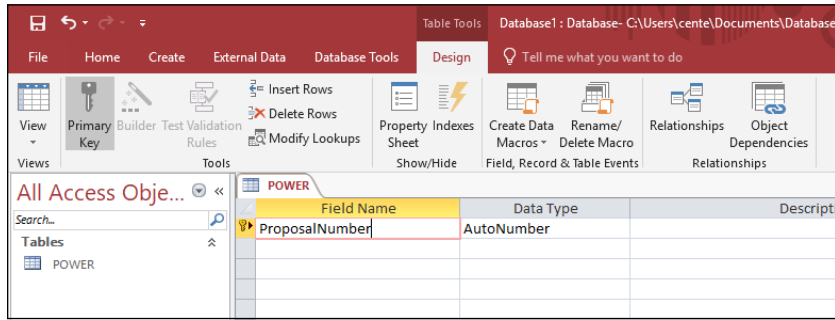 Table Tools Database1 : Database- C:\Users\cente\Documents\Database
File Home Create External Data Database Tools Design Tell me what you want to do
View
Views
Primary Key
Builder
Test Validation Rules
Insert Rows
Delete Rows
Modify Lookups
Tools
Property Sheet
Indexes
Show/Hide
Create Data Macros
Rename/ Delete Macro
Field, Record & Table Events
Relationships
Object Dependencies
Relationships
All Access Obje...
Search...
Tables
POWER
POWER
Field Name Data Type Descript
ProposalNumber AutoNumber